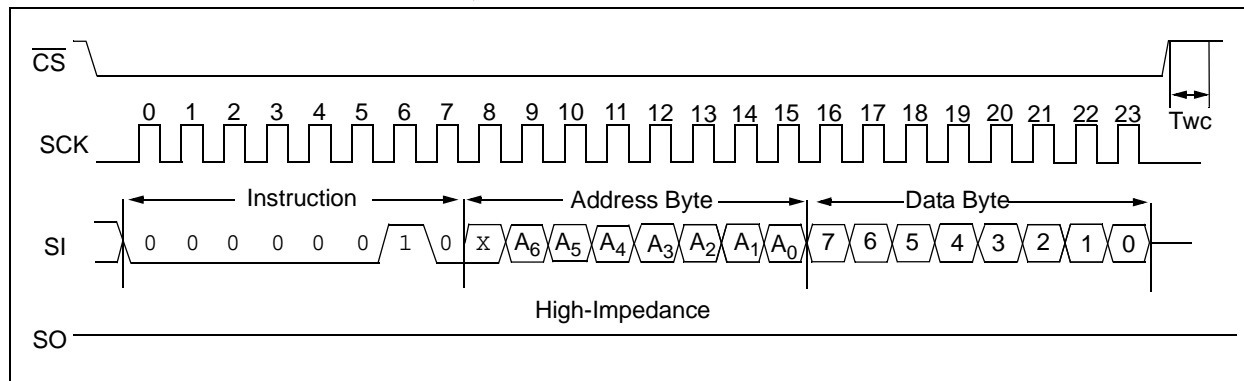 CS
0 1 2 3 4 5 6 7 8 9 10 11 12 13 14 15 16 17 18 19 20 21 22 23
Twc
SCK
Instruction Address Byte Data Byte
SI 0 0 0 0 0 0 1 0 X A6 A5 A4 A3 A2 A1 A0 7 6 5 4 3 2 1 0
High-Impedance
SO